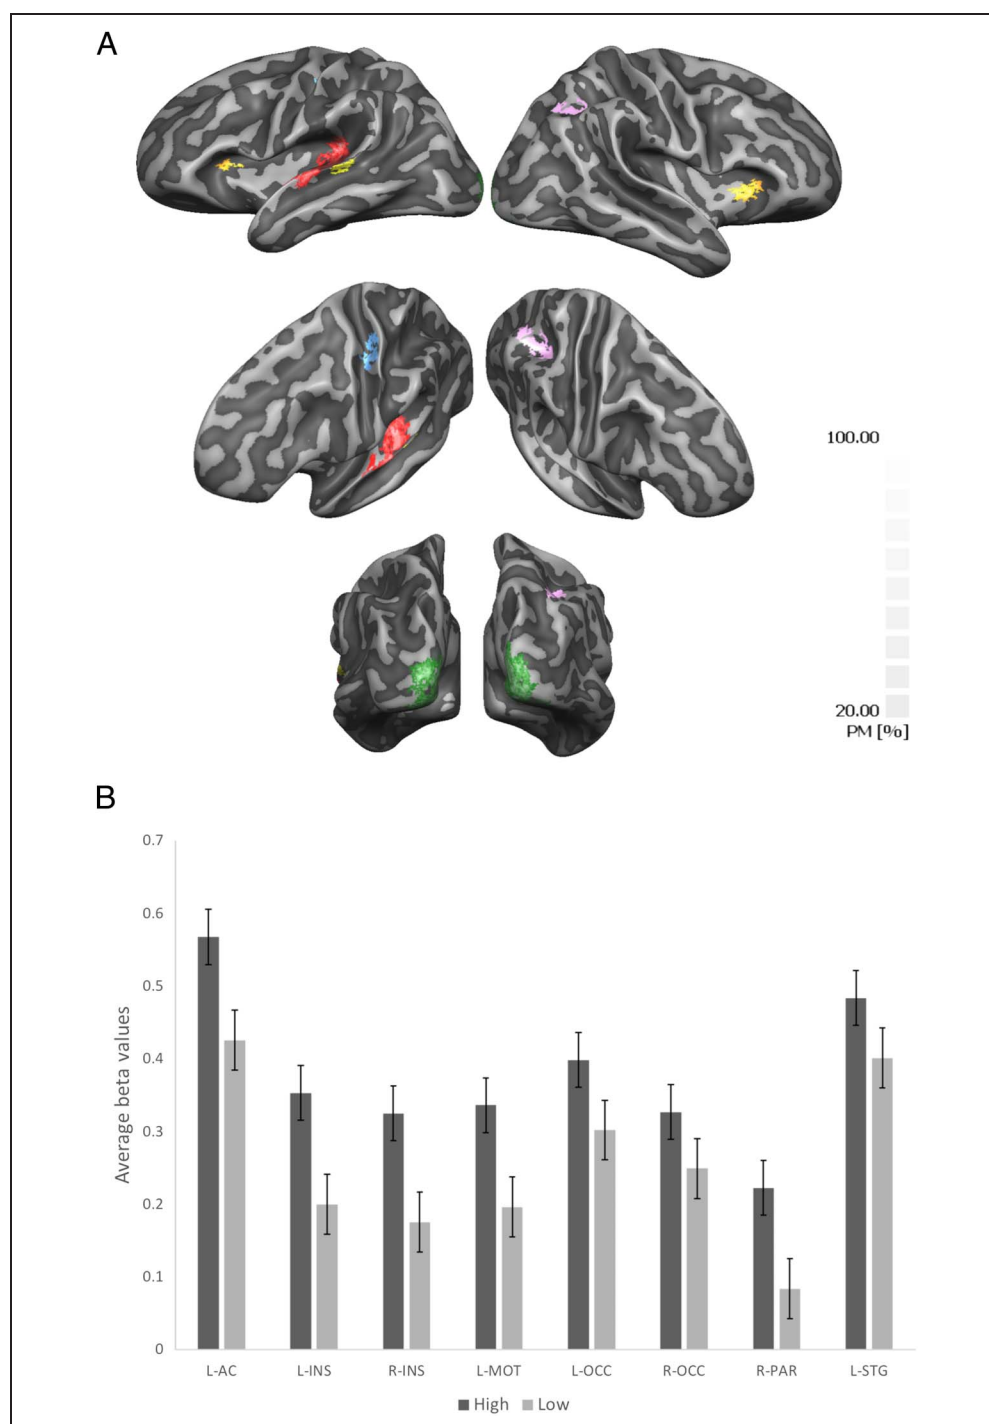 A
100.00
20.00
PM [%]
B
0.7
0.6
0.5
0.4
0.3
0.2
0.1
0
Average beta values
L-AC L-INS R-INS L-MOT L-OCC R-OCC R-PAR L-STG
High Low